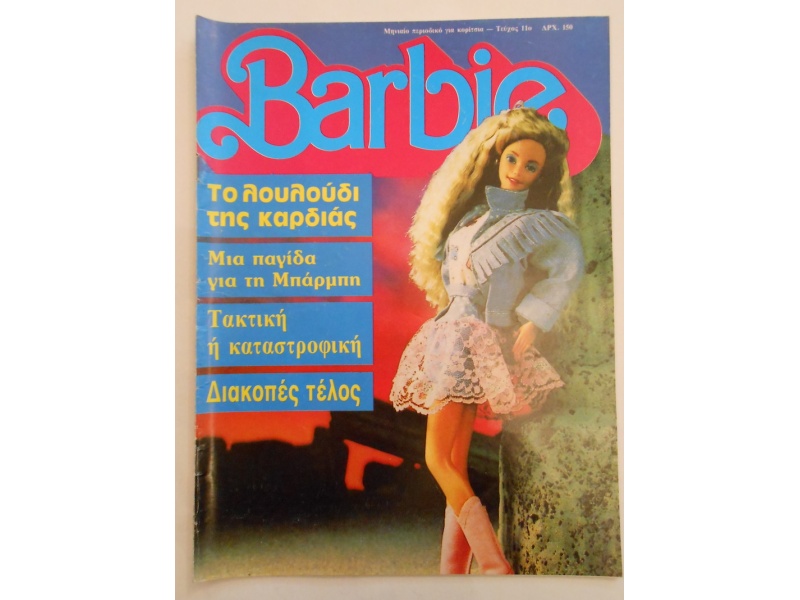 Μηνιαίο περιοδικό για κορίτσια — Τεύχος 11ο ΔΡΧ. 150
Barbie
Το λουλούδι
της καρδιάς
Μια παγίδα
για τη Μπάρμπη
Τακτική
ή καταστροφική
Διακοπές τέλος